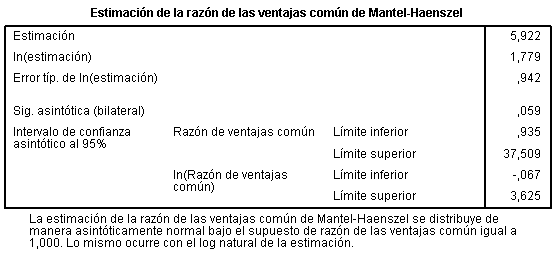 Estimación de la razón de las ventajas común de Mantel-Haenszel
Estimación 5,922
ln(estimación) 1,779
Error típ. de ln(estimación) ,942
Sig. asintótica (bilateral) ,059
Intervalo de confianza asintótico al 95% Razón de ventajas común Límite inferior ,935
Límite superior 37,509
ln(Razón de ventajas común) Límite inferior -,067
Límite superior 3,625
La estimación de la razón de las ventajas común de Mantel-Haenszel se distribuye de
manera asintóticamente normal bajo el supuesto de razón de las ventajas común igual a
1,000. Lo mismo ocurre con el log natural de la estimación.